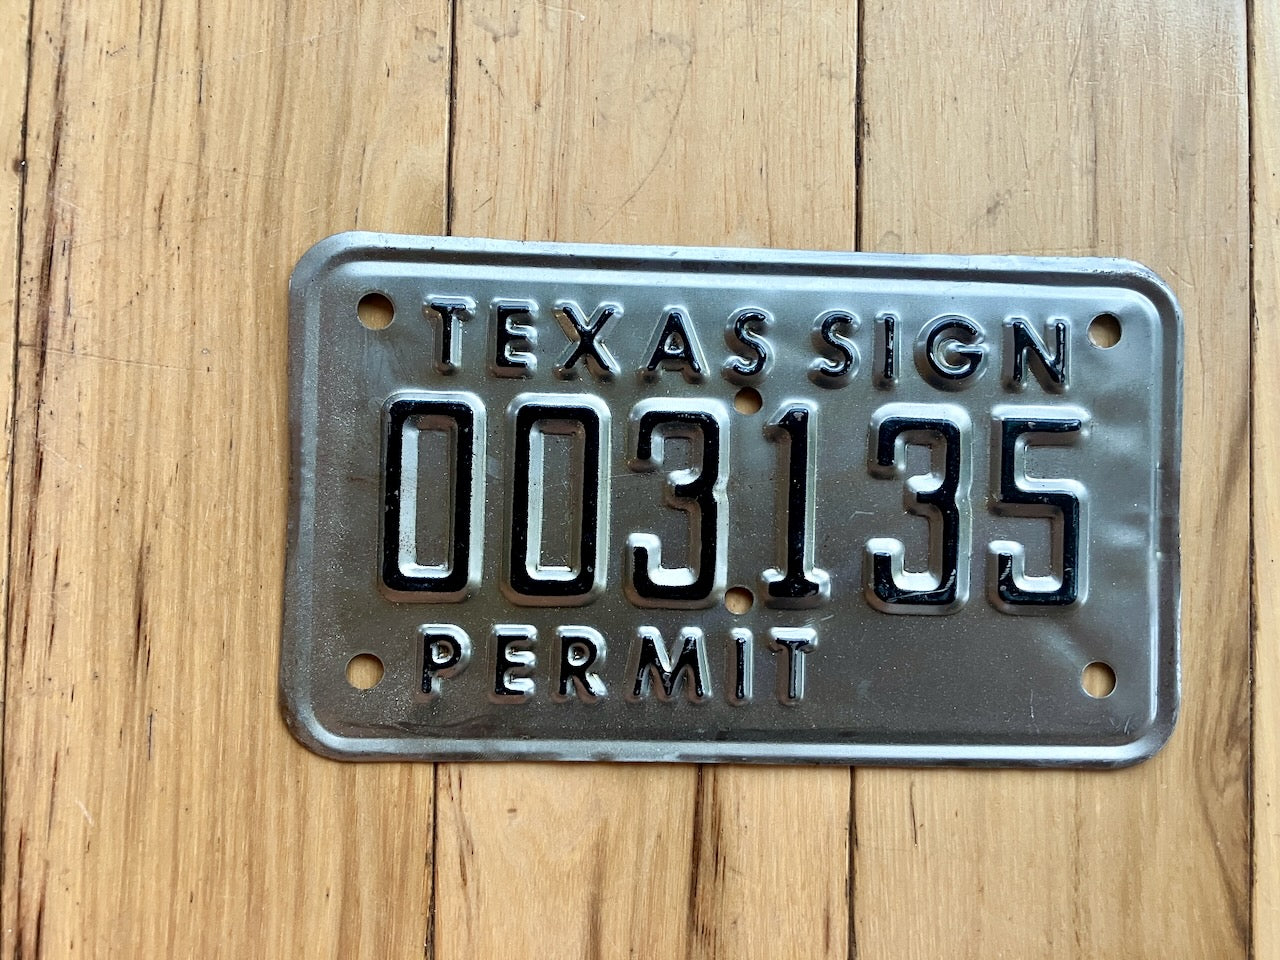 TEXAS SIGN
003135
PERMIT